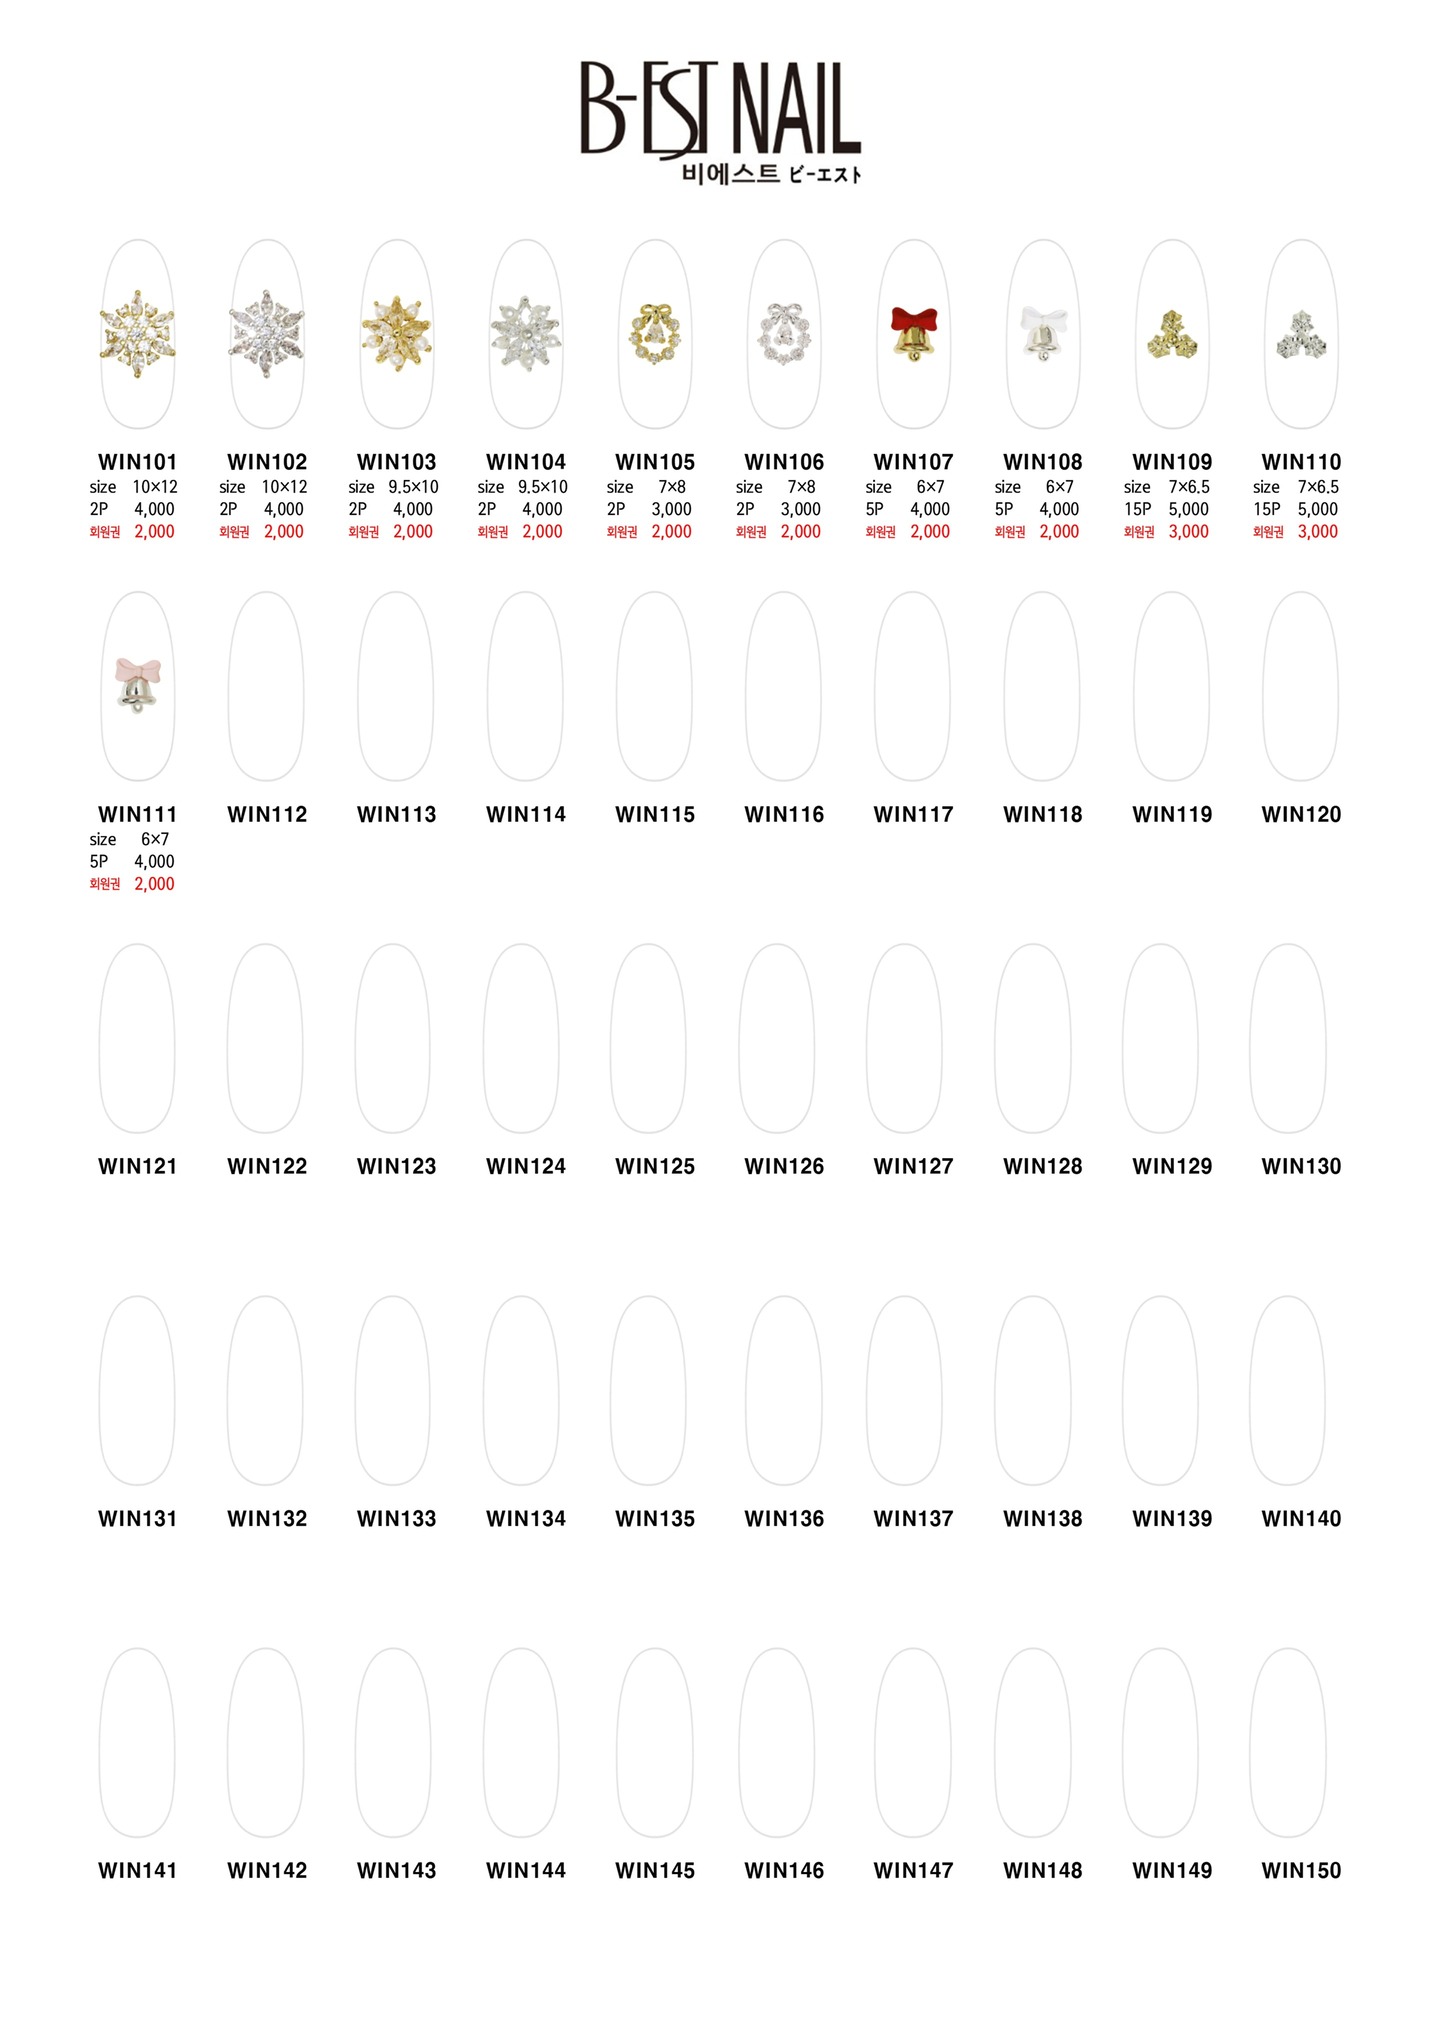 B-EST NAIL
비에스트 ビｰエスト
WIN101 WIN102 WIN103 WIN104 WIN105 WIN106 WIN107 WIN108 WIN109 WIN110
size 10×12 size 10×12 size 9.5×10 size 9.5×10 size 7×8 size 7×8 size 6×7 size 6×7 size 7×6.5 size 7×6.5
2P 4,000 2P 4,000 2P 4,000 2P 4,000 2P 3,000 2P 3,000 5P 4,000 5P 4,000 15P 5,000 15P 5,000
회원권 2,000 회원권 2,000 회원권 2,000 회원권 2,000 회원권 2,000 회원권 2,000 회원권 2,000 회원권 2,000 회원권 3,000 회원권 3,000
WIN111 WIN112 WIN113 WIN114 WIN115 WIN116 WIN117 WIN118 WIN119 WIN120
size 6×7
5P 4,000
회원권 2,000
WIN121 WIN122 WIN123 WIN124 WIN125 WIN126 WIN127 WIN128 WIN129 WIN130
WIN131 WIN132 WIN133 WIN134 WIN135 WIN136 WIN137 WIN138 WIN139 WIN140
WIN141 WIN142 WIN143 WIN144 WIN145 WIN146 WIN147 WIN148 WIN149 WIN150